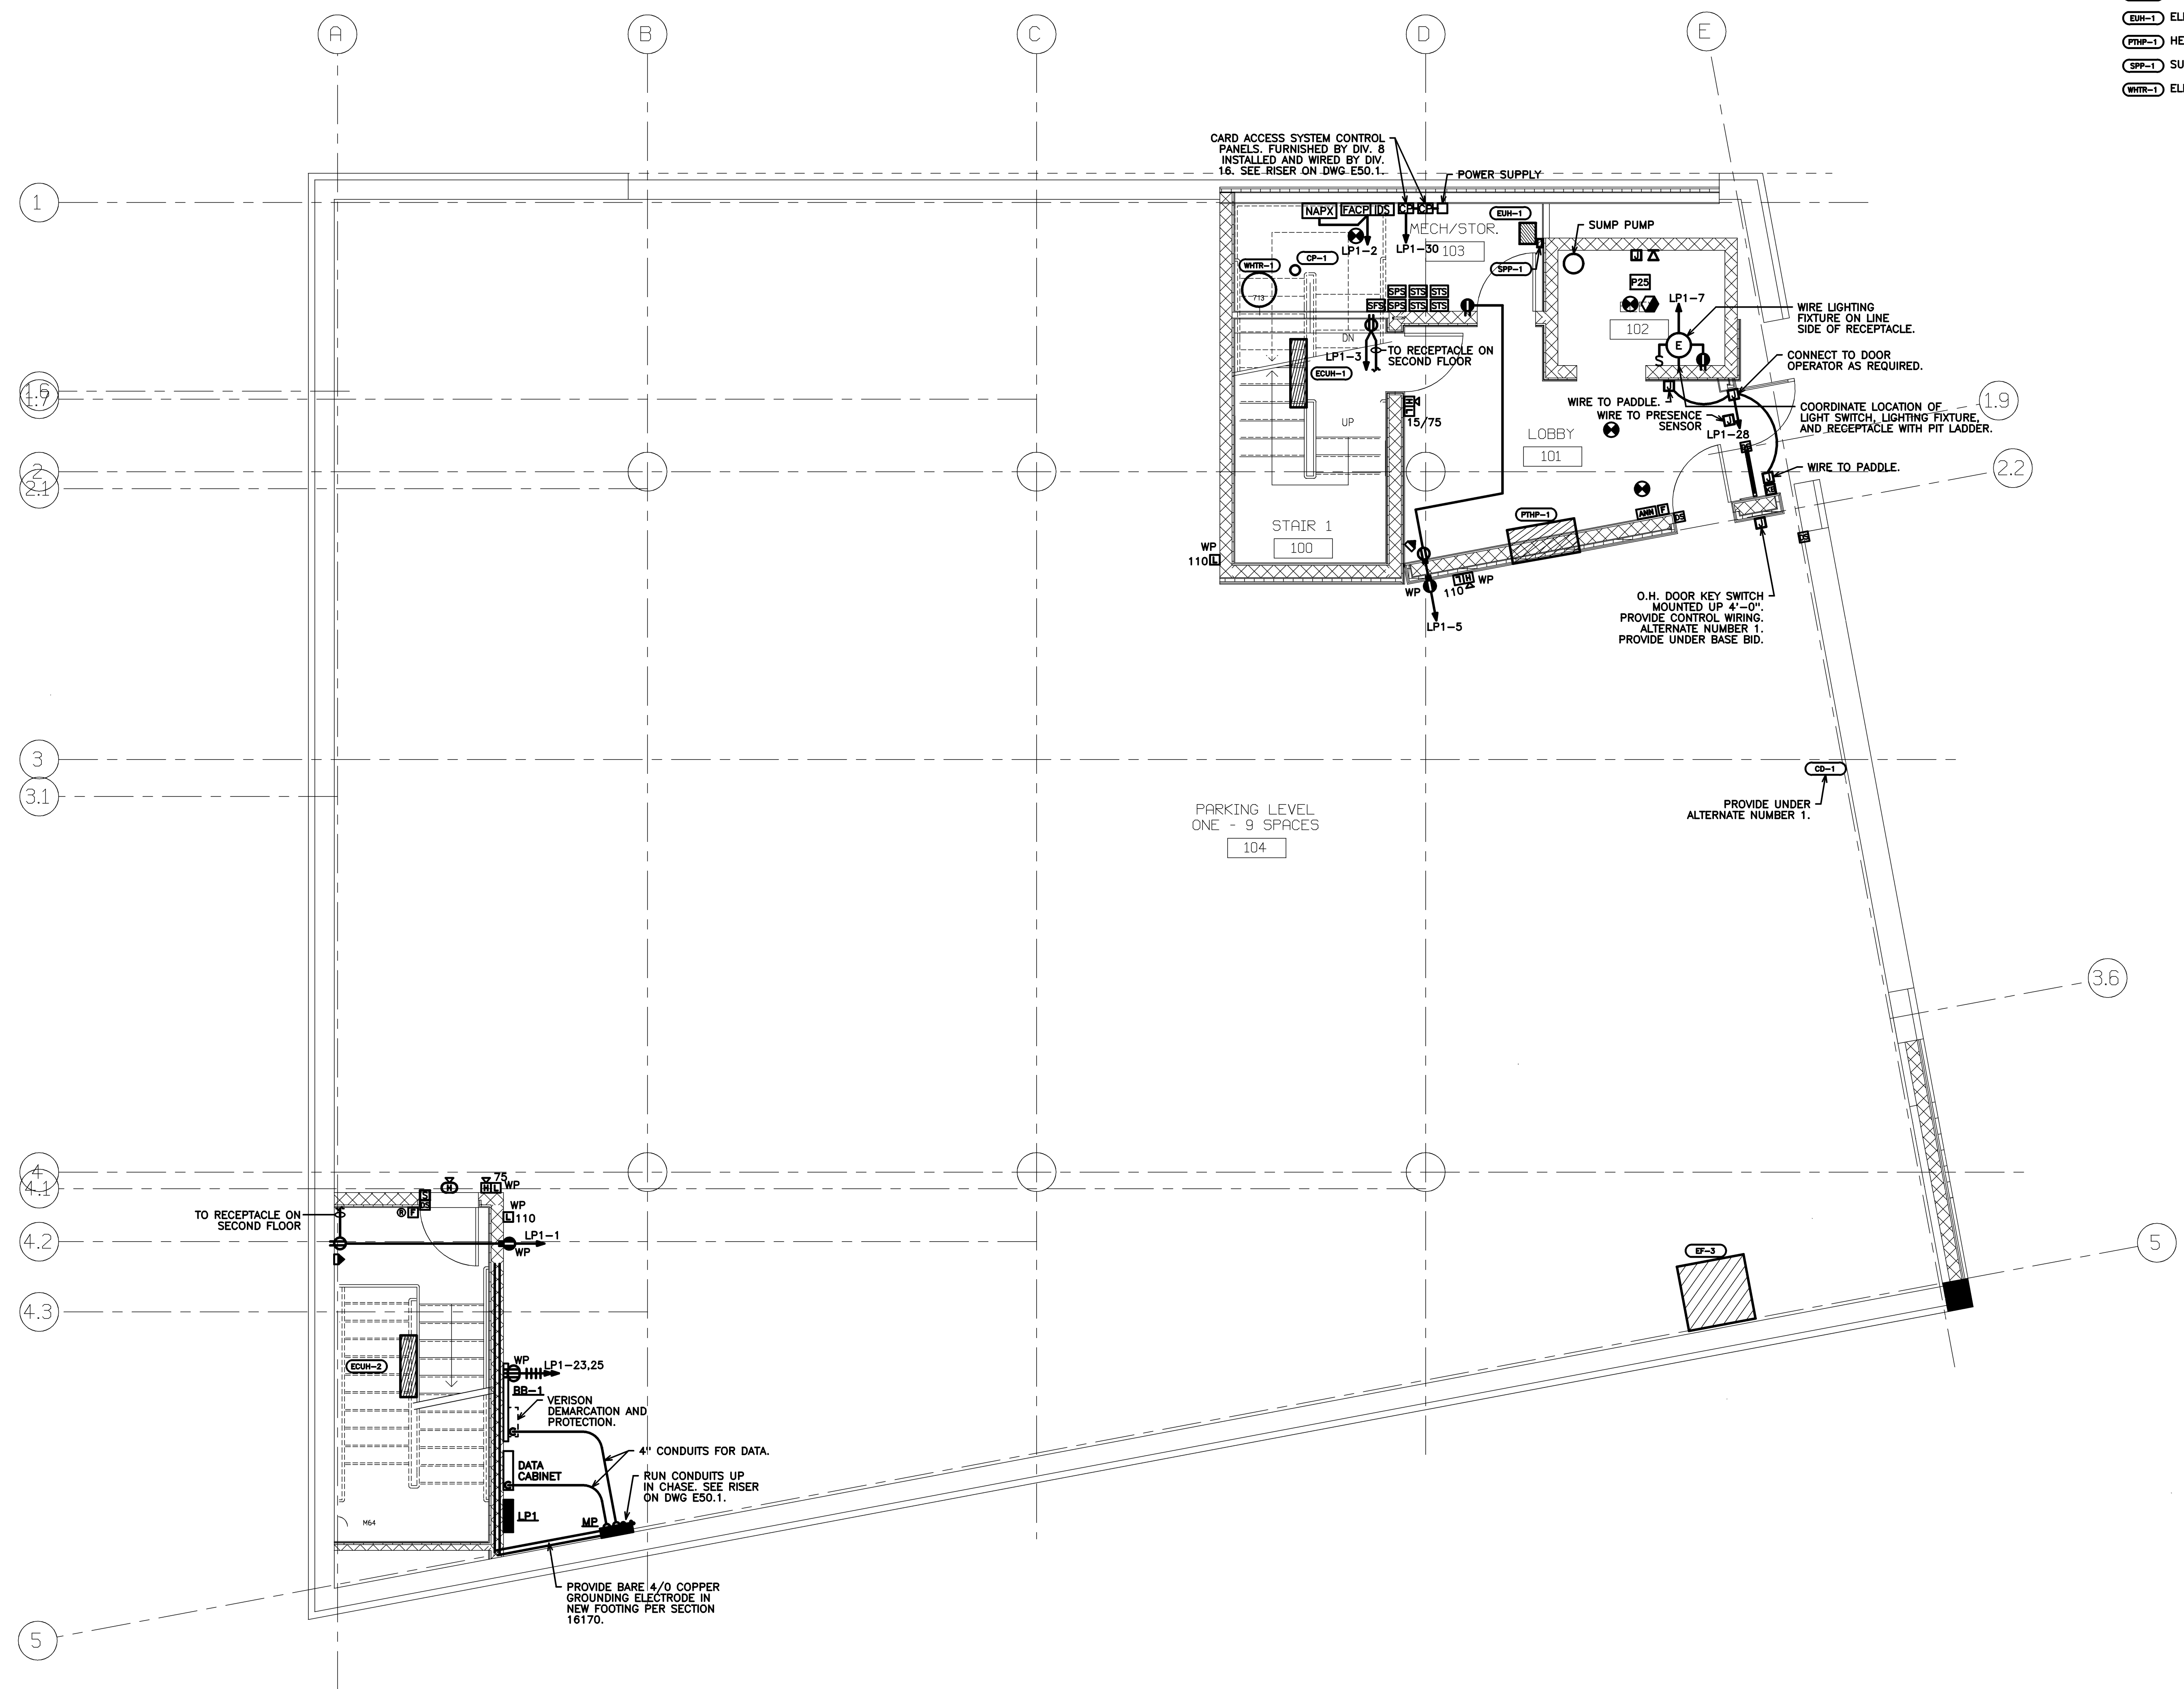 A
B
C
D
E
EUH-1 ELE
PTHP-1 HE
SPP-1 SU
WHTR-1 ELE
CARD ACCESS SYSTEM CONTROL
PANELS. FURNISHED BY DIV. 8
INSTALLED AND WIRED BY DIV.
16. SEE RISER ON DWG E50.1.
POWER SUPPLY
1
NAPX
FACP
IDS
CP
CP
EUH-1
MECH/STOR.
103
SUMP PUMP
LP1-2
LP1-30
WHTR-1
CP-1
SPP-1
J
713
SPS STS STS
SFS SPS STS STS
P25
LP1-7
102
WIRE LIGHTING
FIXTURE ON LINE
SIDE OF RECEPTACLE.
E
S
DN
LP1-3
TO RECEPTACLE ON
SECOND FLOOR
ECUH-1
CONNECT TO DOOR
OPERATOR AS REQUIRED.
1.6
1.7
1.9
J
J
WIRE TO PADDLE.
WIRE TO PRESENCE
SENSOR
J
LP1-28
COORDINATE LOCATION OF
LIGHT SWITCH, LIGHTING FIXTURE,
AND RECEPTACLE WITH PIT LADDER.
H
L
15/75
UP
LOBBY
101
DS
2
2.1
2.2
J
WIRE TO PADDLE.
STAIR 1
100
PTHP-1
ANN F
DS
J
DS
WP
110 L
WP
110
L H
WP
LP1-5
O.H. DOOR KEY SWITCH
MOUNTED UP 4'-0".
PROVIDE CONTROL WIRING.
ALTERNATE NUMBER 1.
PROVIDE UNDER BASE BID.
3
3.1
CD-1
PROVIDE UNDER
ALTERNATE NUMBER 1.
PARKING LEVEL
ONE - 9 SPACES
104
3.6
4
4.1
H
75
H L WP
DS
® F
WP
L 110
TO RECEPTACLE ON
SECOND FLOOR
4.2
LP1-1
WP
5
EF-3
4.3
ECUH-2
WP
LP1-23,25
BB-1
VERISON
DEMARCATION AND
PROTECTION.
4" CONDUITS FOR DATA.
DATA
CABINET
RUN CONDUITS UP
IN CHASE. SEE RISER
ON DWG E50.1.
LP1
MP
M64
PROVIDE BARE 4/0 COPPER
GROUNDING ELECTRODE IN
NEW FOOTING PER SECTION
16170.
5